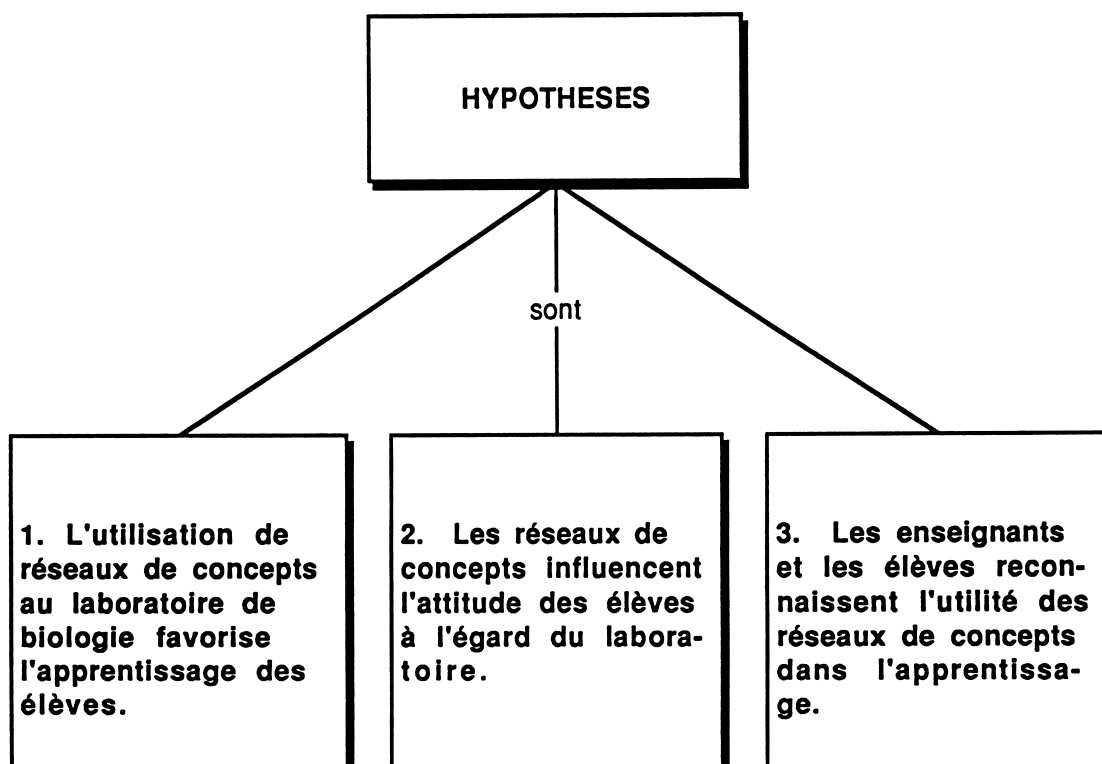 HYPOTHESES
sont
1. L'utilisation de
réseaux de concepts
au laboratoire de
biologie favorise
l'apprentissage des
élèves.
2. Les réseaux de
concepts influencent
l'attitude des élèves
à l'égard du labora-
toire.
3. Les enseignants
et les élèves recon-
naissent l'utilité des
réseaux de concepts
dans l'apprentissa-
ge.